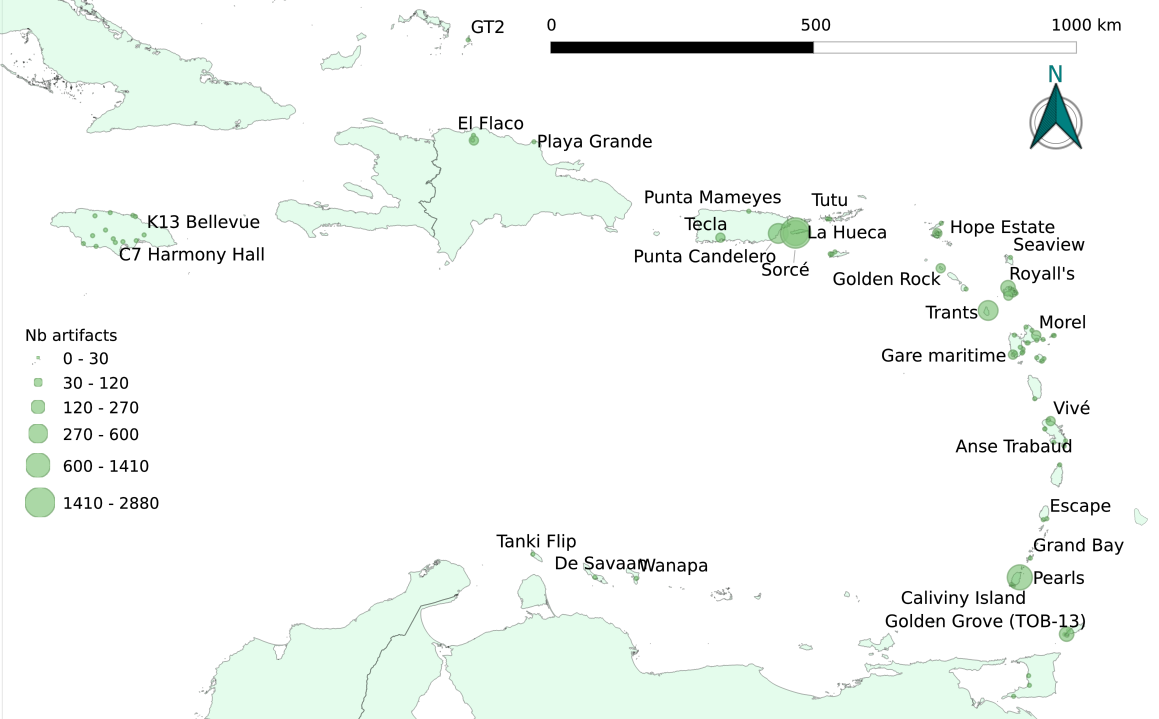 GT2
0 500 1000 km
N
El Flaco
Playa Grande
Punta Mameyes
Tutu
K13 Bellevue
Tecla
La Hueca
Hope Estate
Seaview
C7 Harmony Hall
Punta Candelero
Sorcé
Golden Rock
Royall's
Trants
Morel
Gare maritime
Nb artifacts
0 - 30
30 - 120
120 - 270
270 - 600
600 - 1410
1410 - 2880
Vivé
Anse Trabaud
Escape
Tanki Flip
Grand Bay
De Savaan
Wanapa
Pearls
Caliviny Island
Golden Grove (TOB-13)